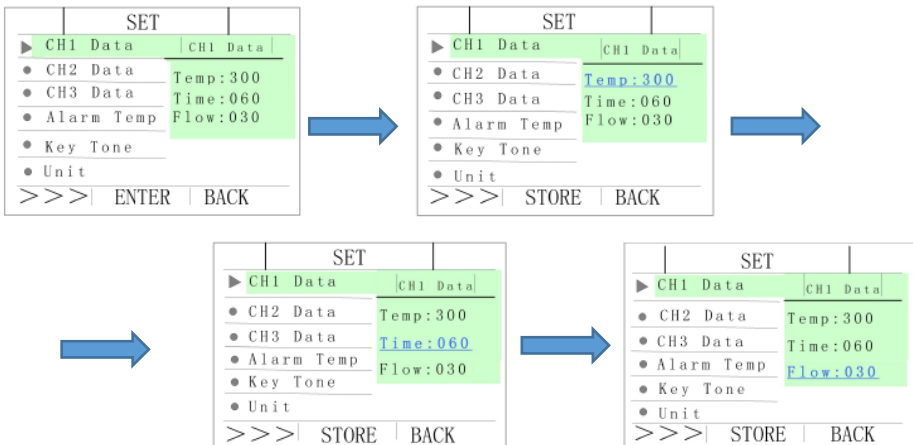 SET
CH1 Data
CH1 Data
CH2 Data
Temp:300
CH3 Data
Time:060
Alarm Temp
Flow:030
Key Tone
Unit
>>> ENTER BACK
SET
CH1 Data
CH1 Data
CH2 Data
Temp:300
CH3 Data
Time:060
Alarm Temp
Flow:030
Key Tone
Unit
>>> STORE BACK
SET
CH1 Data
CH1 Data
CH2 Data
Temp:300
CH3 Data
Time:060
Alarm Temp
Flow:030
Key Tone
Unit
>>> STORE BACK
SET
CH1 Data
CH1 Data
CH2 Data
Temp:300
CH3 Data
Time:060
Alarm Temp
Flow:030
Key Tone
Unit
>>> STORE BACK